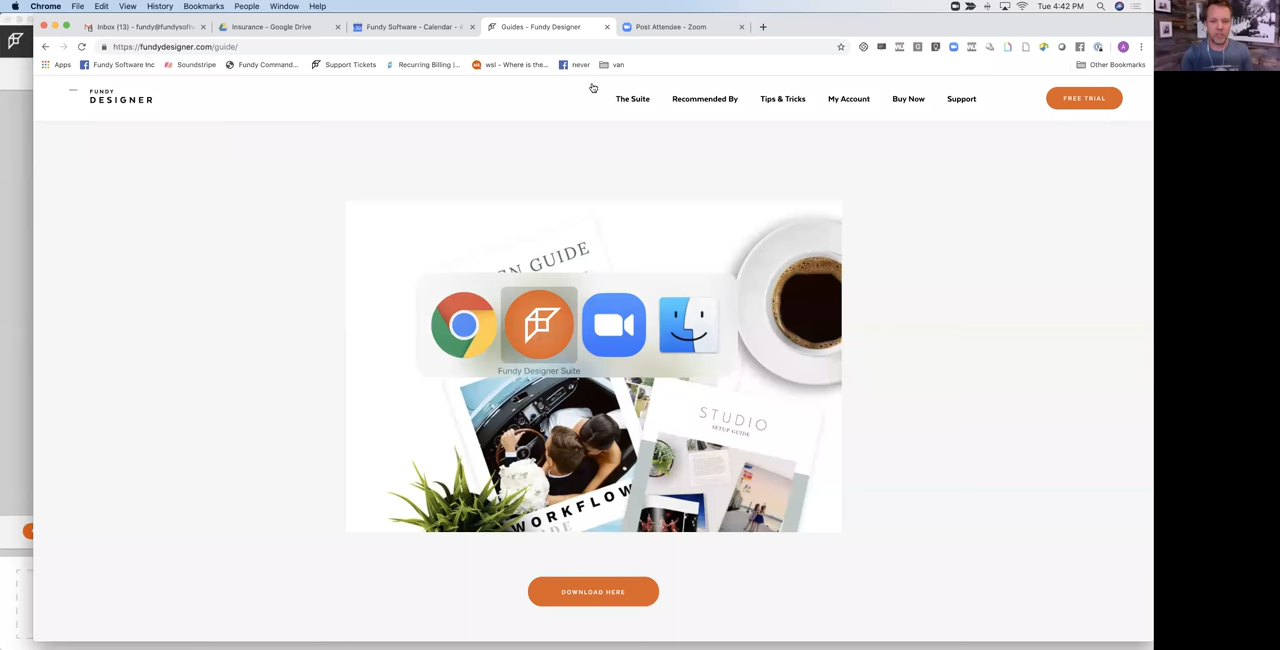 Chrome File Edit View History Bookmarks People Window Help Tue 4:42 PM
Inbox (13) - fundy@fundysoftw Insurance - Google Drive Fundy Software - Calendar - Guides - Fundy Designer Post Attendee - Zoom
https://fundydesigner.com/guide/
Apps Fundy Software Inc Soundstripe Fundy Command... Support Tickets Recurring Billing |... wsl - Where is the... never van Other Bookmarks
FUNDY
DESIGNER
The Suite Recommended By Tips & Tricks My Account Buy Now Support FREE TRIAL
GN GUIDE
Fundy Designer Suite
STUDIO
SETUP GUIDE
WORKFLOW
DOWNLOAD HERE